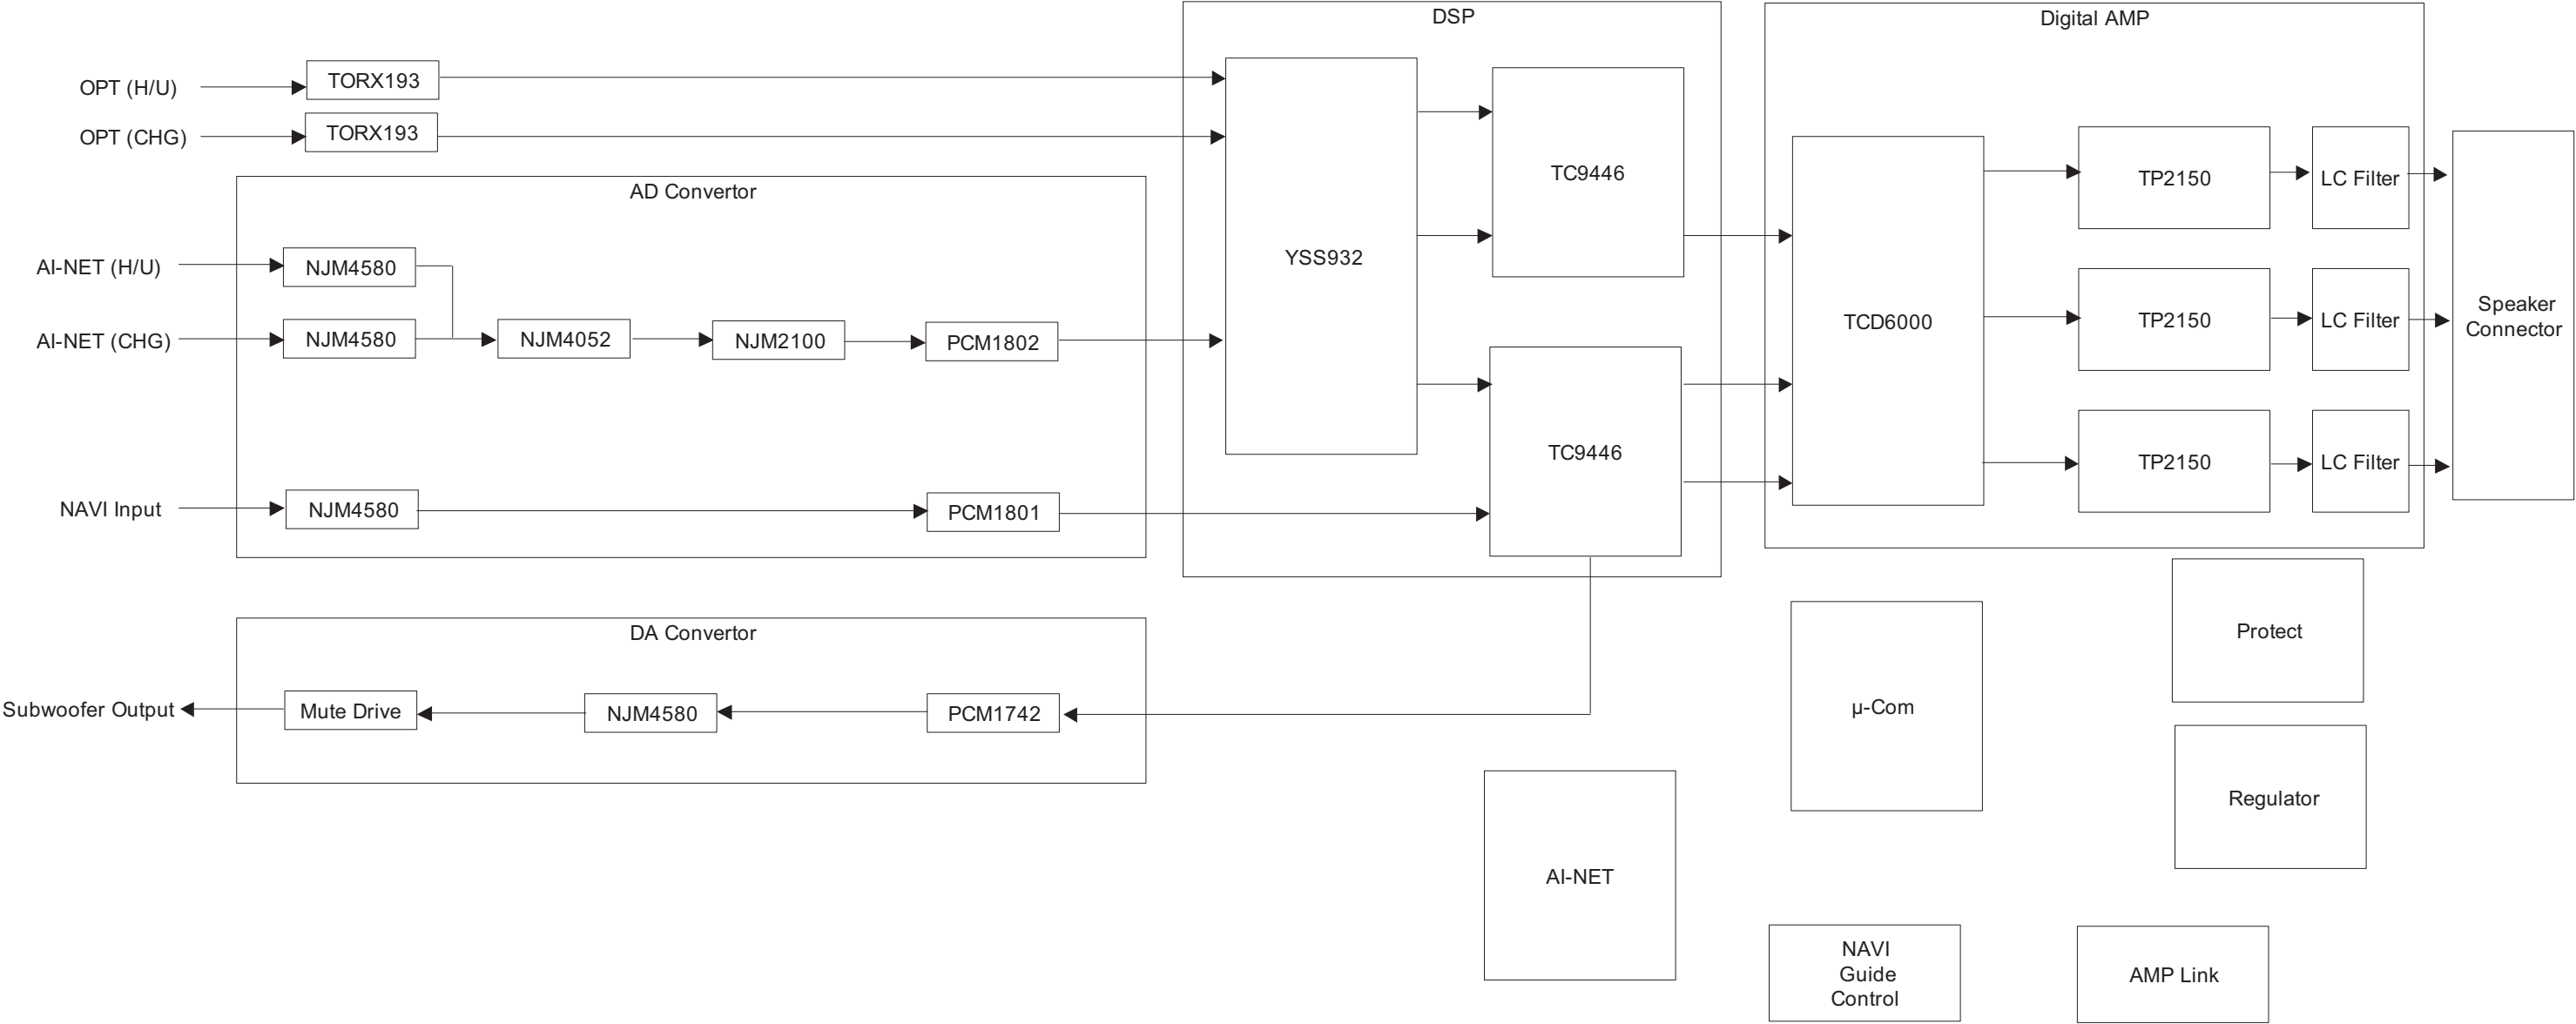 DSP
Digital AMP
OPT (H/U)
TORX193
OPT (CHG)
TORX193
AD Convertor
AI-NET (H/U)
NJM4580
AI-NET (CHG)
NJM4580
NJM4052
NJM2100
PCM1802
NAVI Input
NJM4580
PCM1801
YSS932
TC9446
TC9446
TCD6000
TP2150
LC Filter
TP2150
LC Filter
TP2150
LC Filter
Speaker
Connector
DA Convertor
Subwoofer Output
Mute Drive
NJM4580
PCM1742
µ-Com
Protect
Regulator
AI-NET
NAVI
Guide
Control
AMP Link